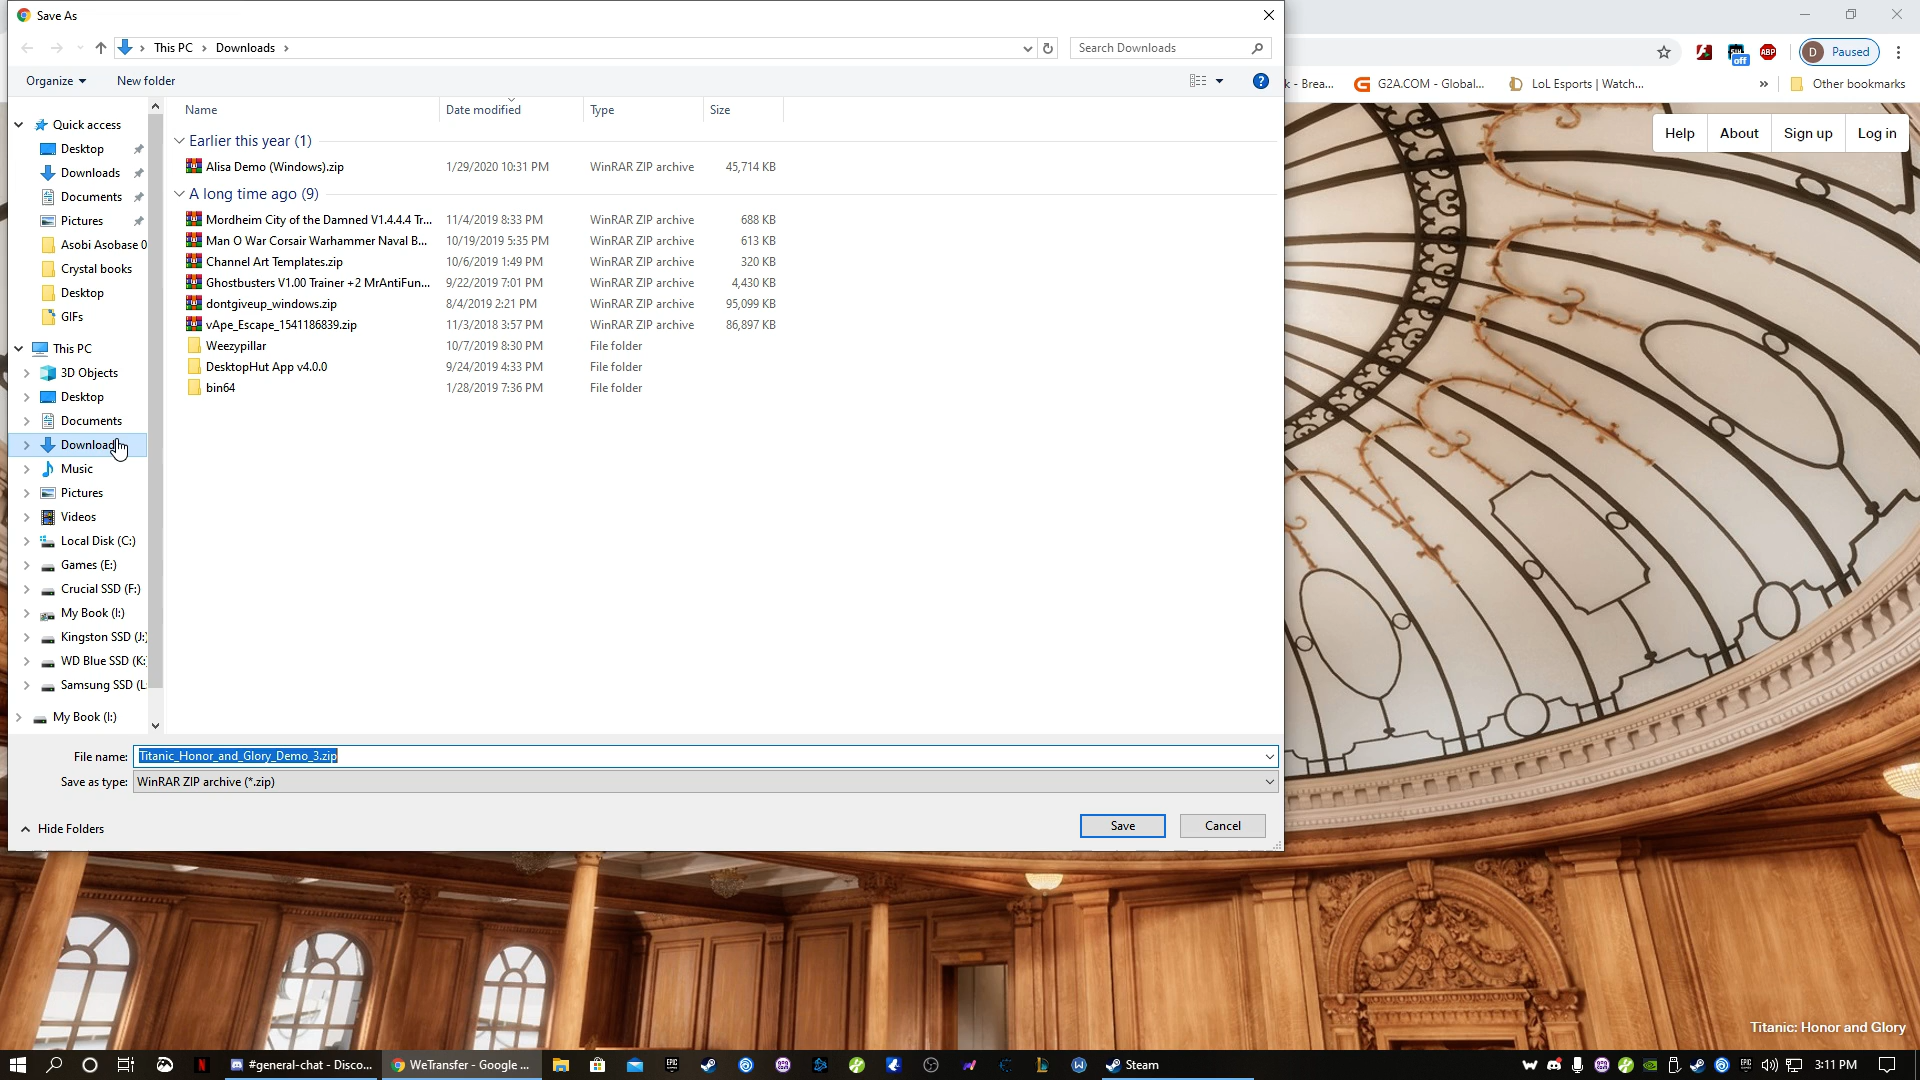 Save As
This PC
Downloads
Search Downloads
Organize
New folder
Name
Date modified
Type
Size
Quick access
Desktop
Downloads
Documents
Pictures
Asobi Asobase 0
Crystal books
Desktop
GIFs
This PC
3D Objects
Desktop
Documents
Music
Pictures
Videos
Local Disk (C:)
Games (E:)
Crucial SSD (F:)
My Book (I:)
Kingston SSD (J:
WD Blue SSD (K:
Samsung SSD (L:
My Book (I:)
Earlier this year (1)
Alisa Demo (Windows).zip 1/29/2020 10:31 PM WinRAR ZIP archive 45,714 KB
A long time ago (9)
Mordheim City of the Damned V1.4.4.4 Tr... 11/4/2019 8:33 PM WinRAR ZIP archive 688 KB
Man O War Corsair Warhammer Naval B... 10/19/2019 5:35 PM WinRAR ZIP archive 613 KB
Channel Art Templates.zip 10/6/2019 1:49 PM WinRAR ZIP archive 320 KB
Ghostbusters V1.00 Trainer +2 MrAntiFun... 9/22/2019 7:01 PM WinRAR ZIP archive 4,430 KB
dontgiveup_windows.zip 8/4/2019 2:21 PM WinRAR ZIP archive 95,099 KB
vApe_Escape_1541186839.zip 11/3/2018 3:57 PM WinRAR ZIP archive 86,897 KB
Weezypillar 10/7/2019 8:30 PM File folder
DesktopHut App v4.0.0 9/24/2019 4:33 PM File folder
bin64 1/28/2019 7:36 PM File folder
File name: Titanic_Honor_and_Glory_Demo_3.zip
Save as type: WinRAR ZIP archive (*.zip)
Hide Folders
Save
Cancel
off
ABP
D
Paused
k - Brea...
G2A.COM - Global...
LoL Esports | Watch...
»
Other bookmarks
Help
About
Sign up
Log in
Titanic: Honor and Glory
#general-chat - Disco...
WeTransfer - Google ...
Steam
3:11 PM